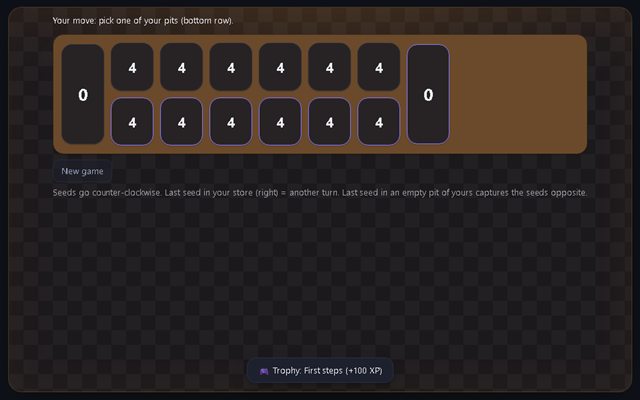 Your move: pick one of your pits (bottom row).
4 4 4 4 4 4
0 0
4 4 4 4 4 4
New game
Seeds go counter-clockwise. Last seed in your store (right) = another turn. Last seed in an empty pit of yours captures the seeds opposite.
Trophy: First steps (+100 XP)